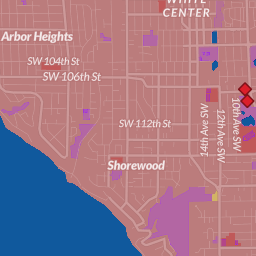 WHITE
CENTER
Arbor Heights
SW 104th St
SW 106th St
SW 112th St
14th Ave SW
12th Ave SW
10th Ave SW
Shorewood